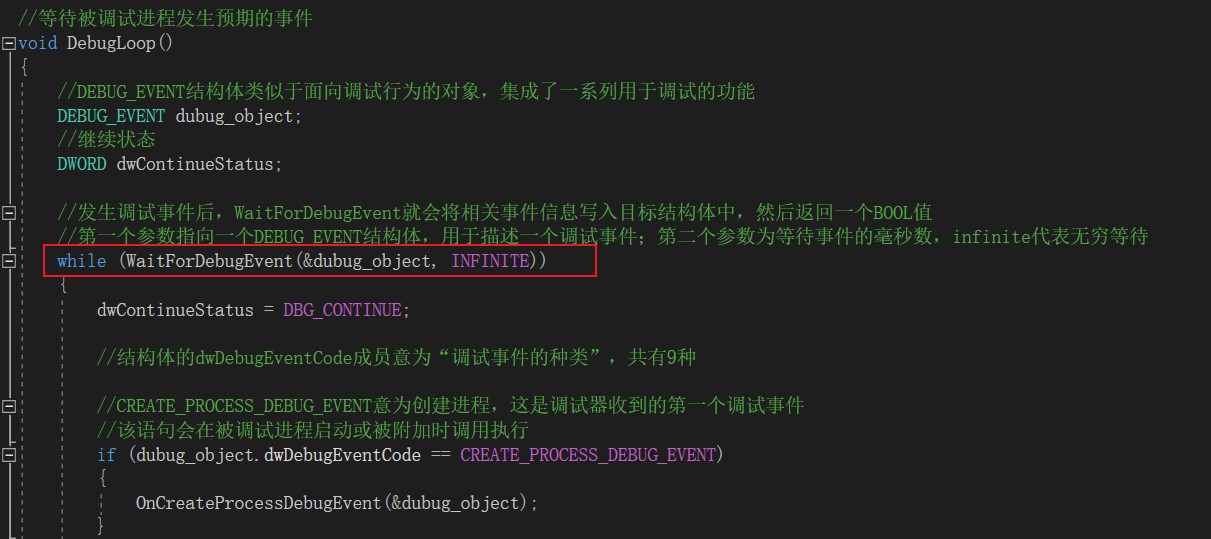 //等待被调试进程发生预期的事件
void DebugLoop()
{
//DEBUG_EVENT结构体类似于面向调试行为的对象，集成了一系列用于调试的功能
DEBUG_EVENT dubug_object;
//继续状态
DWORD dwContinueStatus;
//发生调试事件后，WaitForDebugEvent就会将相关事件信息写入目标结构体中，然后返回一个BOOL值
//第一个参数指向一个DEBUG_EVENT结构体，用于描述一个调试事件；第二个参数为等待事件的毫秒数，infinite代表无穷等待
while (WaitForDebugEvent(&dubug_object, INFINITE))
{
dwContinueStatus = DBG_CONTINUE;
//结构体的dwDebugEventCode成员意为“调试事件的种类”，共有9种
//CREATE_PROCESS_DEBUG_EVENT意为创建进程，这是调试器收到的第一个调试事件
//该语句会在被调试进程启动或被附加时调用执行
if (dubug_object.dwDebugEventCode == CREATE_PROCESS_DEBUG_EVENT)
{
OnCreateProcessDebugEvent(&dubug_object);
}